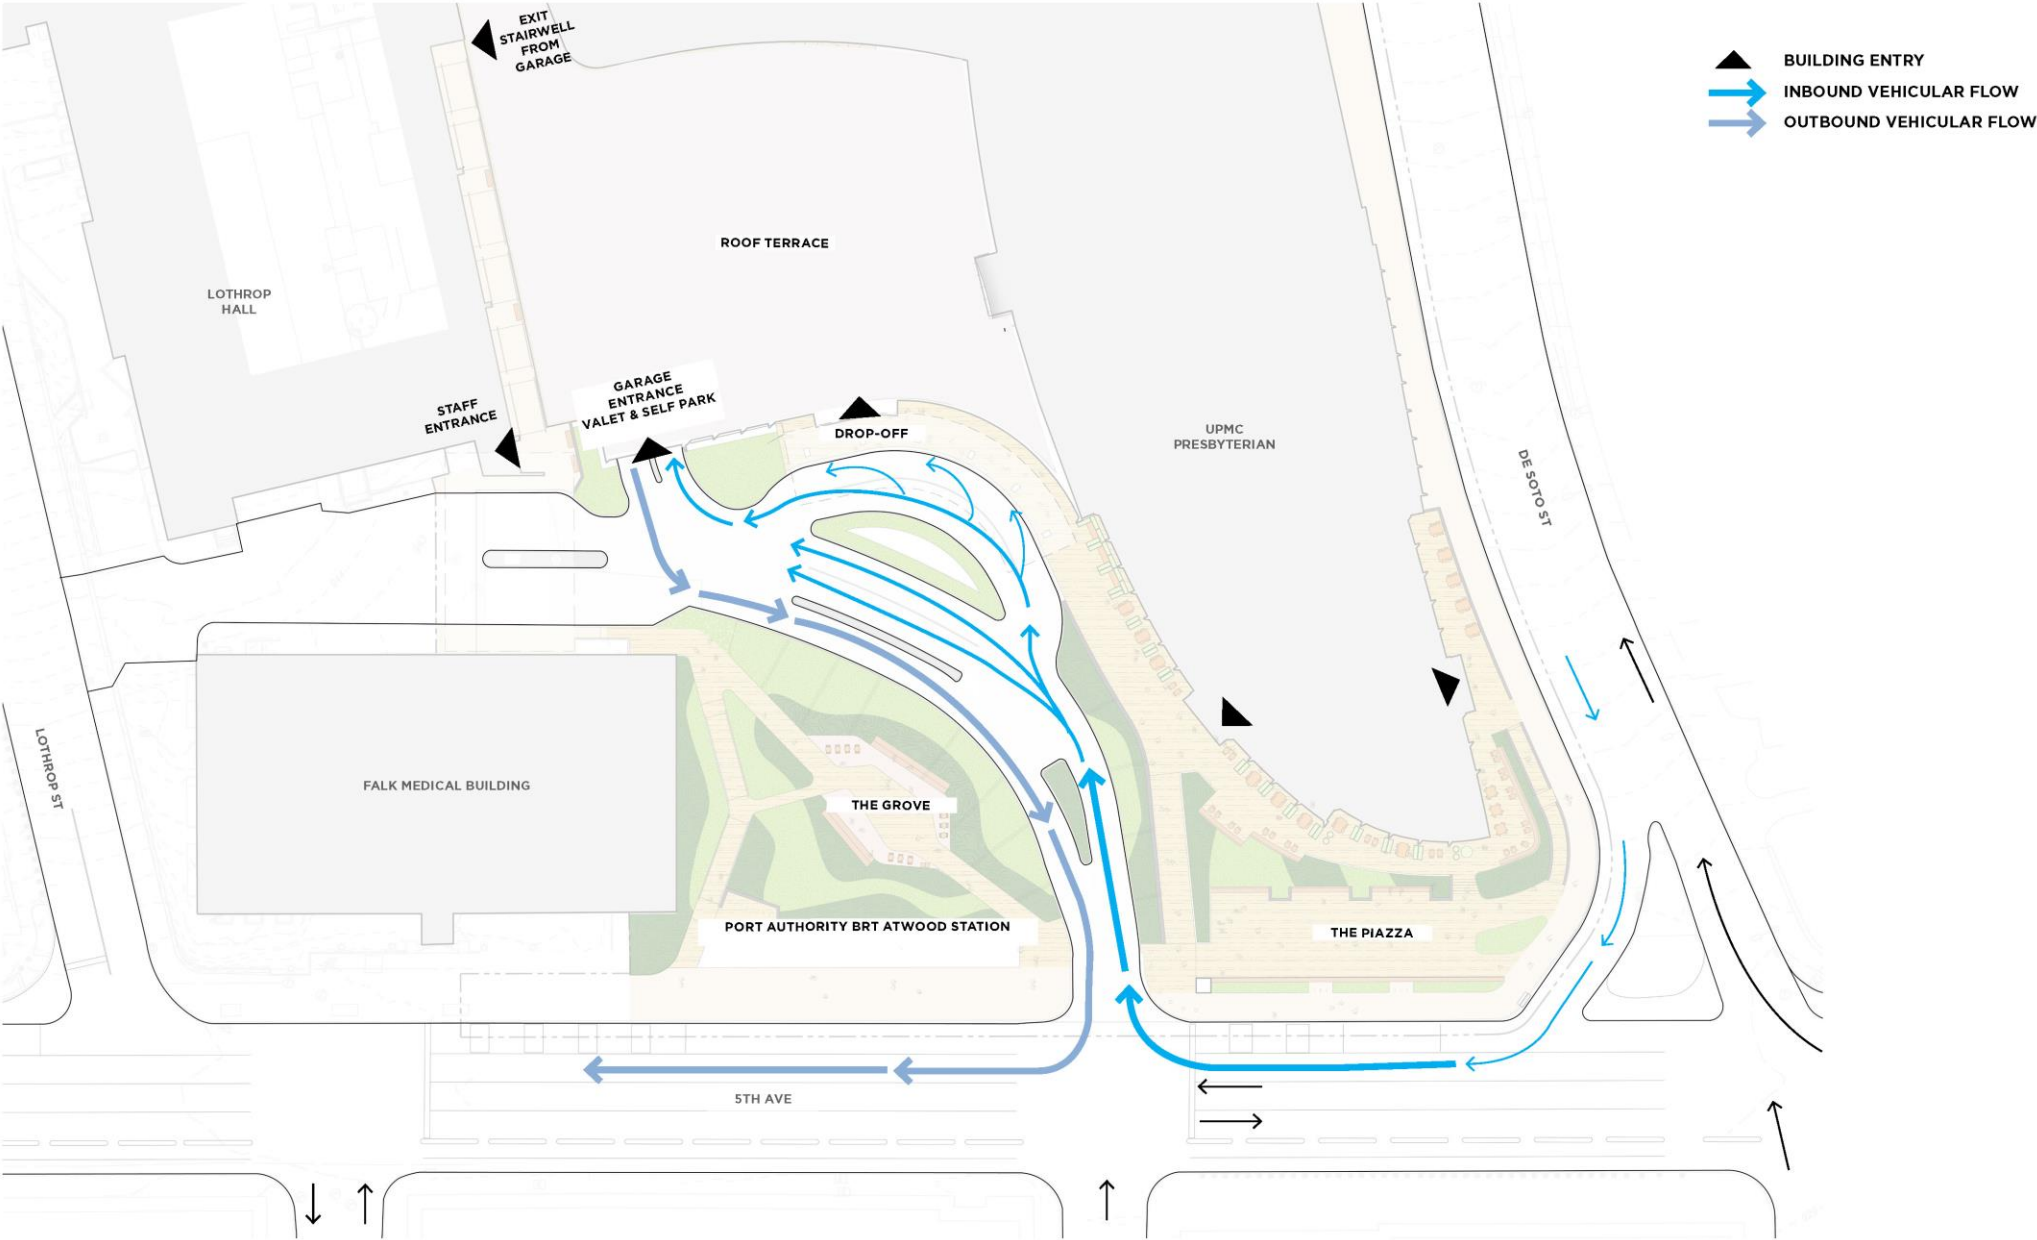 EXIT
STAIRWELL
FROM
GARAGE
BUILDING ENTRY
INBOUND VEHICULAR FLOW
OUTBOUND VEHICULAR FLOW
ROOF TERRACE
LOTHROP
HALL
GARAGE
ENTRANCE
VALET & SELF PARK
STAFF
ENTRANCE
DROP-OFF
UPMC
PRESBYTERIAN
DE SOTO ST
LOTHROP ST
FALK MEDICAL BUILDING
THE GROVE
PORT AUTHORITY BRT ATWOOD STATION
THE PIAZZA
5TH AVE